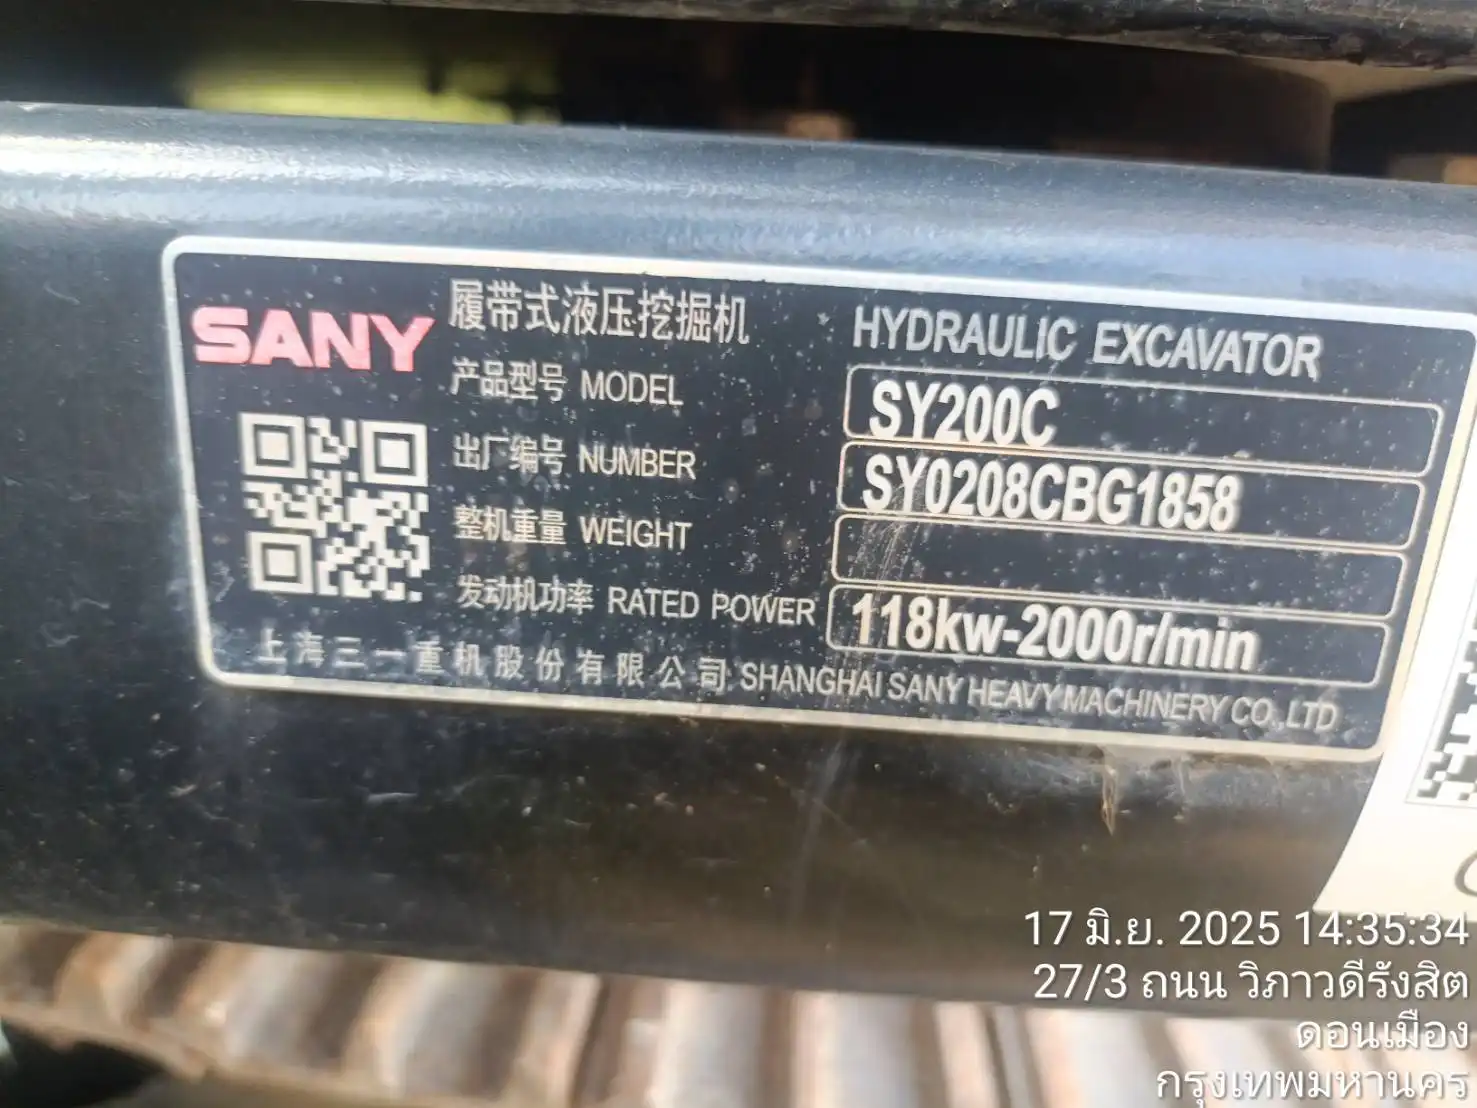 SANY
履带式液压挖掘机 HYDRAULIC EXCAVATOR
产品型号 MODEL SY200C
出厂编号 NUMBER SY0208CBG1858
整机重量 WEIGHT
发动机功率 RATED POWER 118kw-2000r/min
上海三一重机股份有限公司 SHANGHAI SANY HEAVY MACHINERY CO.,LTD
17 มิ.ย. 2025 14:35:34
27/3 ถนน วิภาวดีรังสิต
ดอนเมือง
กรุงเทพมหานคร